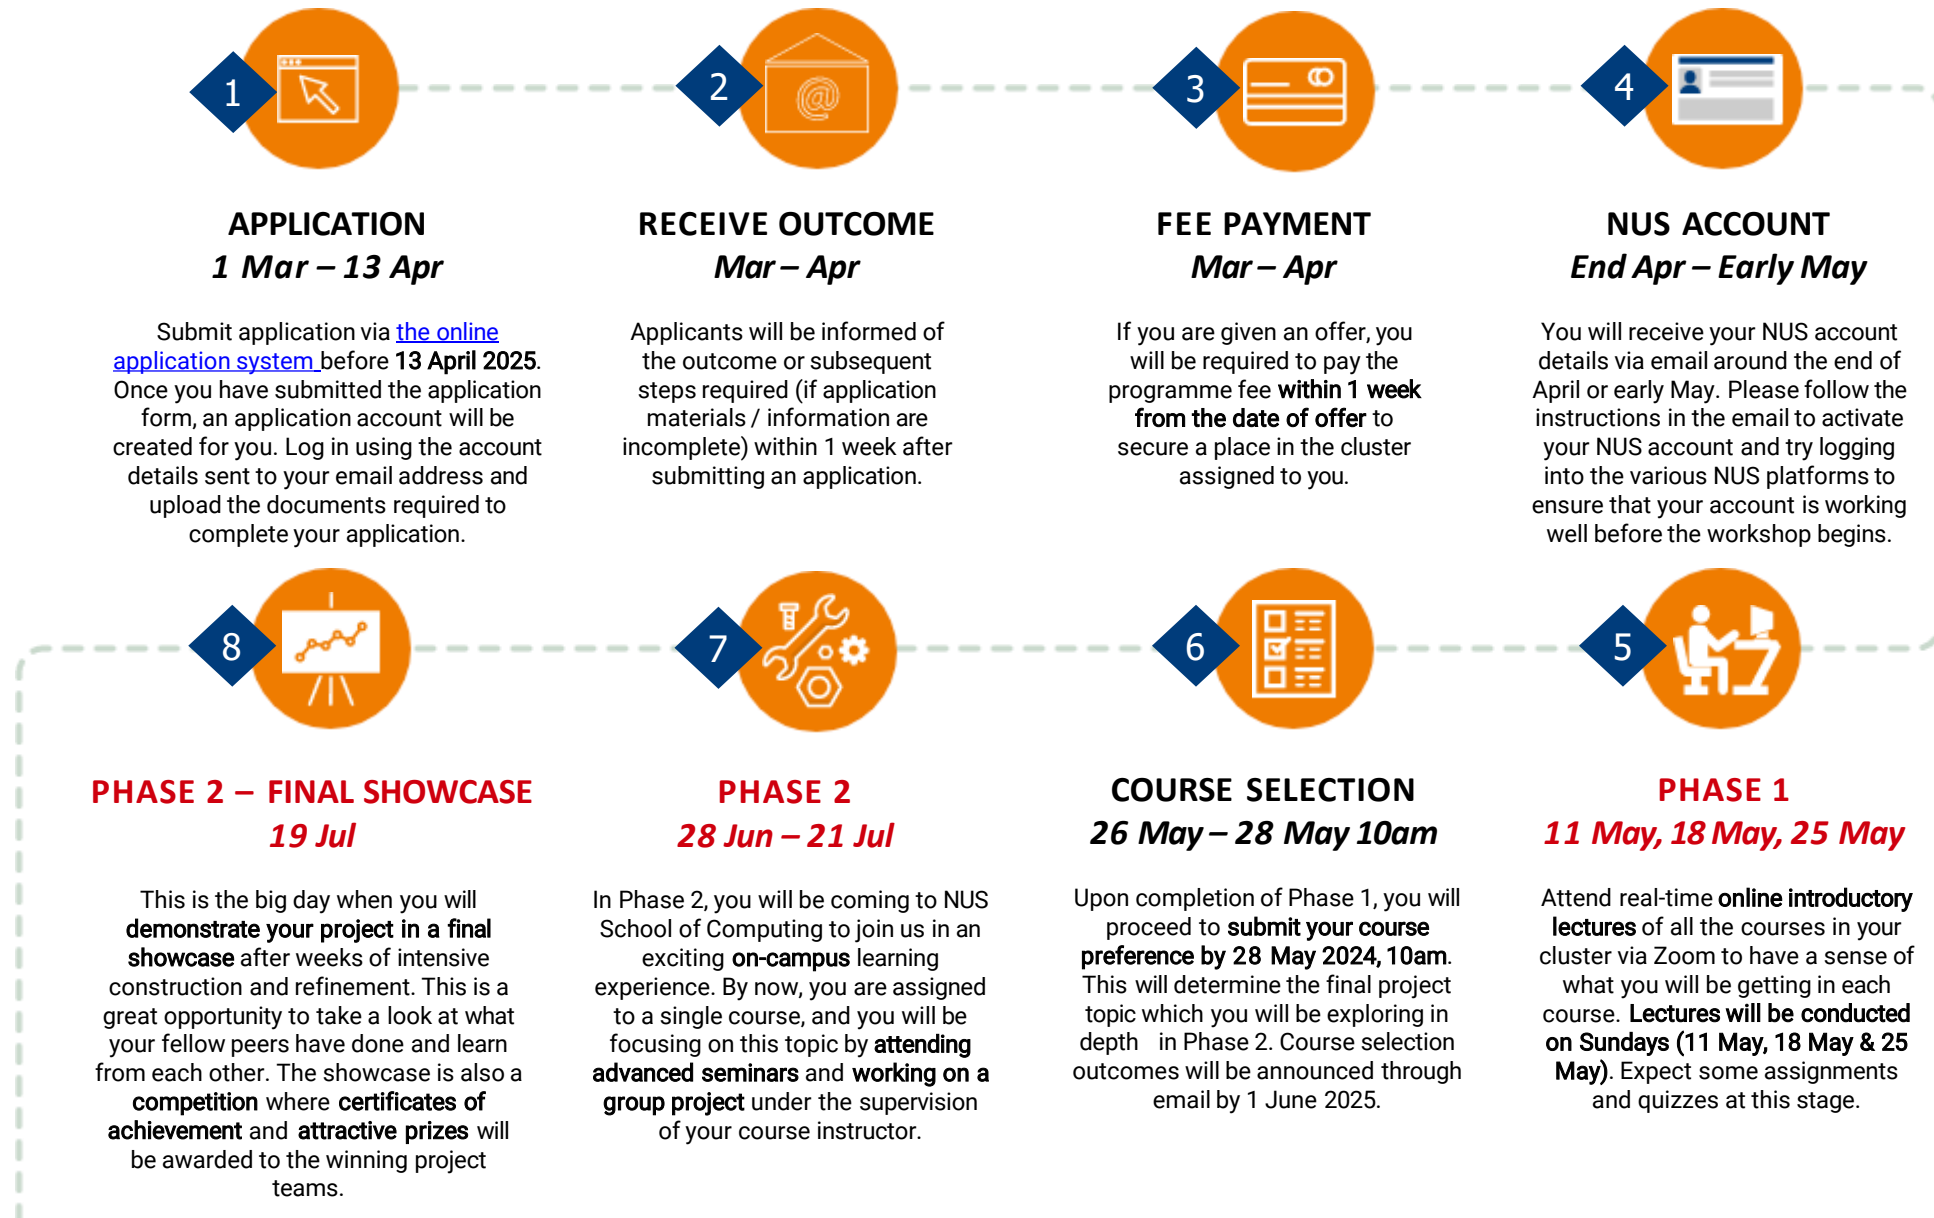 1
APPLICATION
1 Mar – 13 Apr
Submit application via the online
application system before 13 April 2025.
Once you have submitted the application
form, an application account will be
created for you. Log in using the account
details sent to your email address and
upload the documents required to
complete your application.
2
@
RECEIVE OUTCOME
Mar – Apr
Applicants will be informed of
the outcome or subsequent
steps required (if application
materials / information are
incomplete) within 1 week after
submitting an application.
3
FEE PAYMENT
Mar – Apr
If you are given an offer, you
will be required to pay the
programme fee within 1 week
from the date of offer to
secure a place in the cluster
assigned to you.
4
NUS ACCOUNT
End Apr – Early May
You will receive your NUS account
details via email around the end of
April or early May. Please follow the
instructions in the email to activate
your NUS account and try logging
into the various NUS platforms to
ensure that your account is working
well before the workshop begins.
5
PHASE 1
11 May, 18 May, 25 May
Attend real-time online introductory
lectures of all the courses in your
cluster via Zoom to have a sense of
what you will be getting in each
course. Lectures will be conducted
on Sundays (11 May, 18 May & 25
May). Expect some assignments
and quizzes at this stage.
6
COURSE SELECTION
26 May – 28 May 10am
Upon completion of Phase 1, you will
proceed to submit your course
preference by 28 May 2024, 10am.
This will determine the final project
topic which you will be exploring in
depth in Phase 2. Course selection
outcomes will be announced through
email by 1 June 2025.
7
PHASE 2
28 Jun – 21 Jul
In Phase 2, you will be coming to NUS
School of Computing to join us in an
exciting on-campus learning
experience. By now, you are assigned
to a single course, and you will be
focusing on this topic by attending
advanced seminars and working on a
group project under the supervision
of your course instructor.
8
PHASE 2 – FINAL SHOWCASE
19 Jul
This is the big day when you will
demonstrate your project in a final
showcase after weeks of intensive
construction and refinement. This is a
great opportunity to take a look at what
your fellow peers have done and learn
from each other. The showcase is also a
competition where certificates of
achievement and attractive prizes will
be awarded to the winning project
teams.